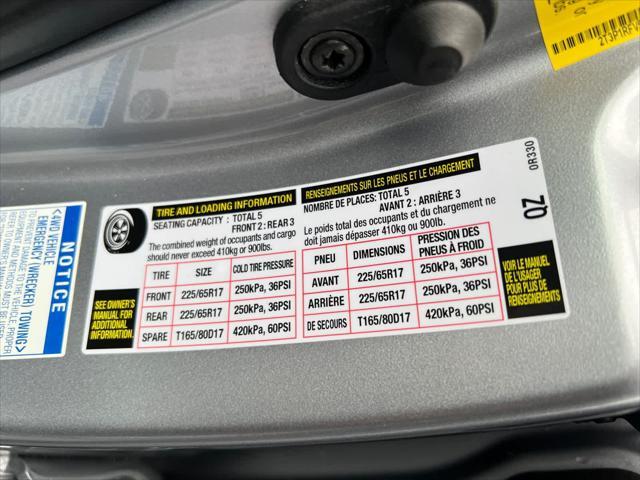 2T3P1RFV
NOTICE
<4WD VEHICLE
EMERGENCY WRECKER TOWING>
TIRE AND LOADING INFORMATION
SEATING CAPACITY : TOTAL 5
FRONT 2 : REAR 3
The combined weight of occupants and cargo
should never exceed 410kg or 900lbs.
TIRE SIZE COLD TIRE PRESSURE
FRONT 225/65R17 250kPa, 36PSI
REAR 225/65R17 250kPa, 36PSI
SPARE T165/80D17 420kPa, 60PSI
SEE OWNER'S
MANUAL FOR
ADDITIONAL
INFORMATION
RENSEIGNEMENTS SUR LES PNEUS ET LE CHARGEMENT
NOMBRE DE PLACES: TOTAL 5
AVANT 2 : ARRIÈRE 3
Le poids total des occupants et du chargement ne
doit jamais dépasser 410kg ou 900lb.
PNEU DIMENSIONS PRESSION DES
PNEUS À FROID
AVANT 225/65R17 250kPa, 36PSI
ARRIÈRE 225/65R17 250kPa, 36PSI
DE SECOURS T165/80D17 420kPa, 60PSI
VOIR LE MANUEL
DE L'USAGER
POUR PLUS DE
RENSEIGNEMENTS
QZ
0R330